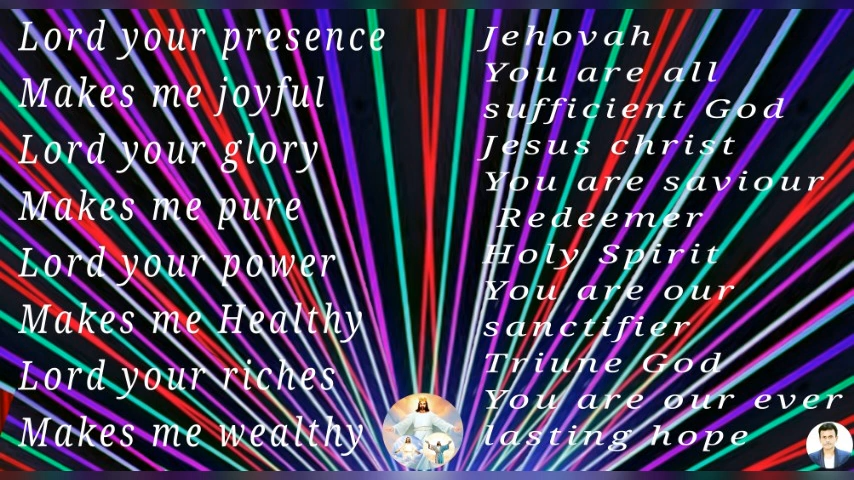 Lord your presence
Makes me joyful
Lord your glory
Makes me pure
Lord your power
Makes me Healthy
Lord your riches
Makes me wealthy
Jehovah
You are all
sufficient God
Jesus christ
You are saviour
Redeemer
Holy Spirit
You are our
sanctifier
Triune God
You are our ever
lasting hope